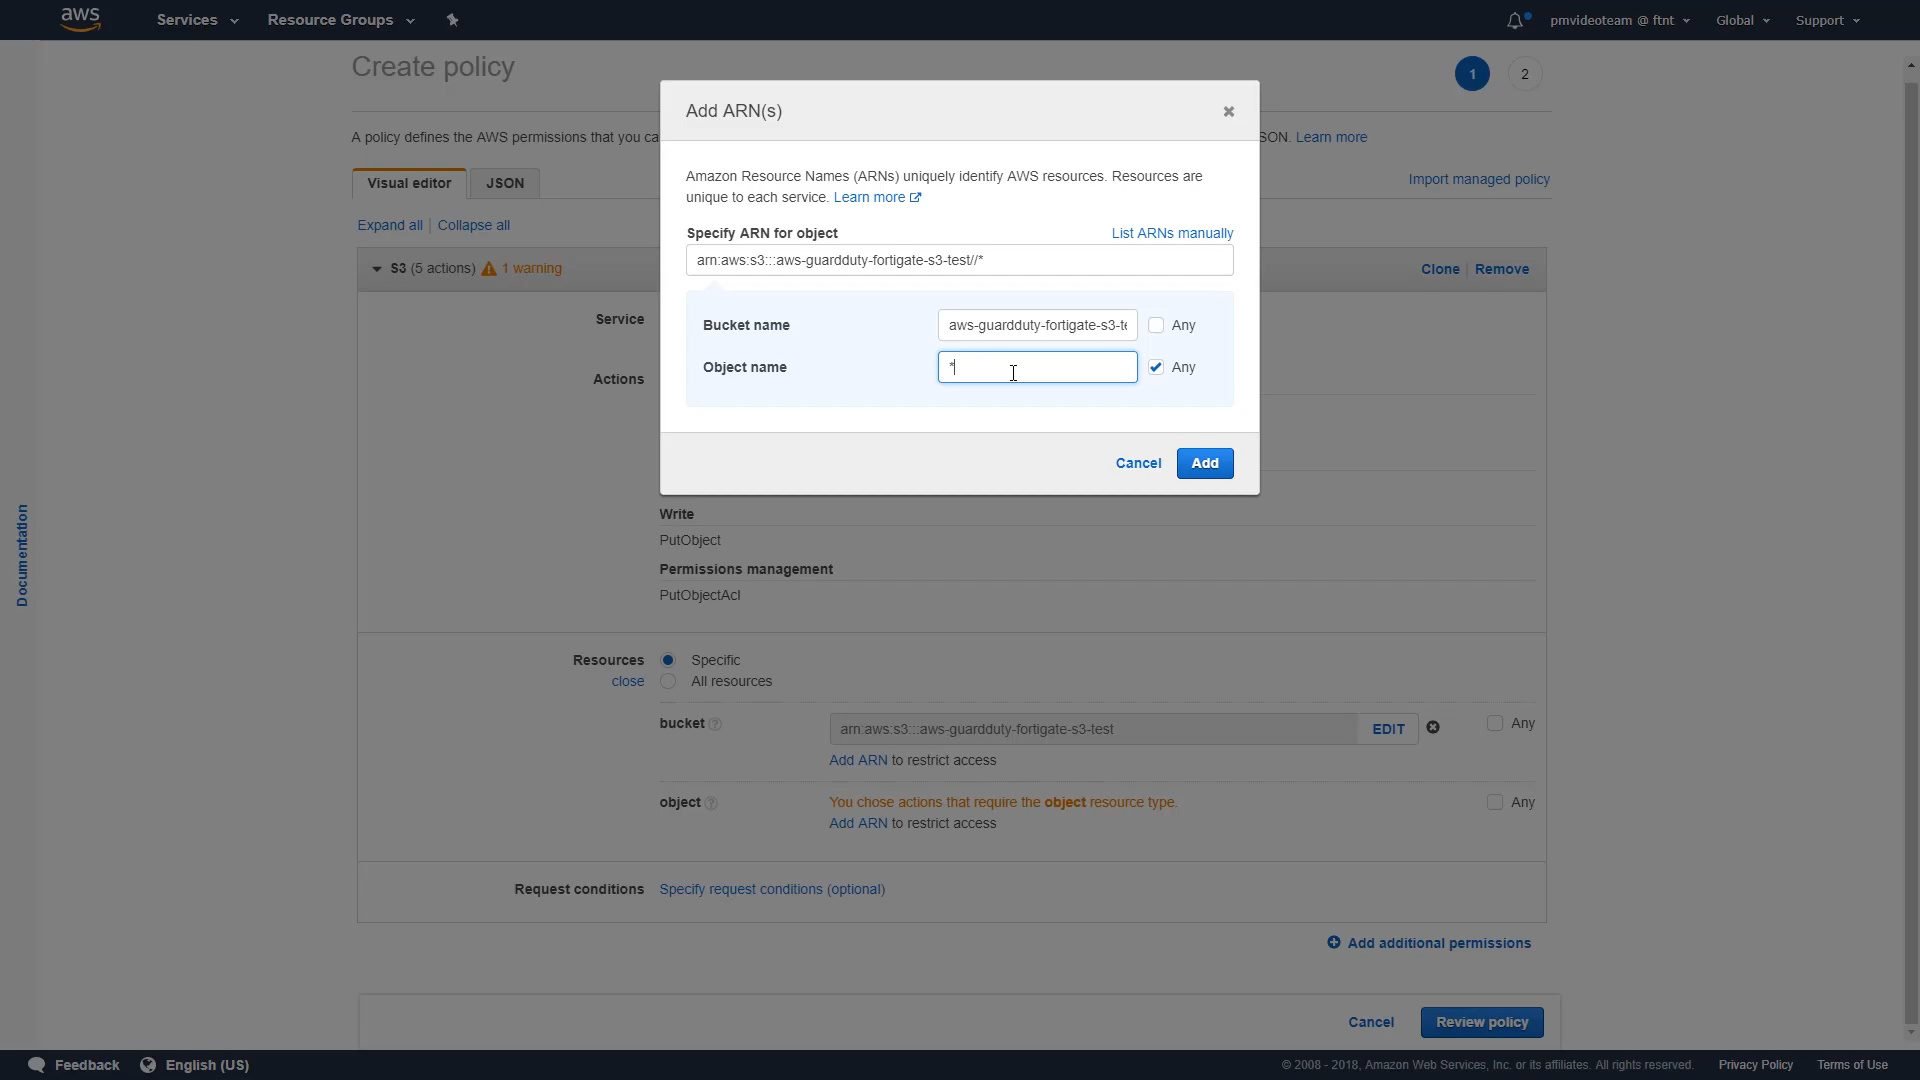 aws
Services
Resource Groups
pmvideoteam @ ftnt
Global
Support
Create policy
1
2
A policy defines the AWS permissions that you ca
SON. Learn more
Visual editor
JSON
Import managed policy
Expand all
Collapse all
S3 (5 actions) 1 warning
Clone
Remove
Service
Actions
Add ARN(s)
Amazon Resource Names (ARNs) uniquely identify AWS resources. Resources are
unique to each service. Learn more
Specify ARN for object
List ARNs manually
arn:aws:s3:::aws-guardduty-fortigate-s3-test//*
Bucket name
aws-guardduty-fortigate-s3-te
Any
Object name
*
Any
Cancel
Add
Write
PutObject
Permissions management
PutObjectAcl
Resources
close
Specific
All resources
bucket
arn:aws:s3:::aws-guardduty-fortigate-s3-test
EDIT
Any
Add ARN to restrict access
object
You chose actions that require the object resource type.
Any
Add ARN to restrict access
Request conditions
Specify request conditions (optional)
Add additional permissions
Cancel
Review policy
Documentation
Feedback
English (US)
© 2008 - 2018, Amazon Web Services, Inc. or its affiliates. All rights reserved.
Privacy Policy
Terms of Use